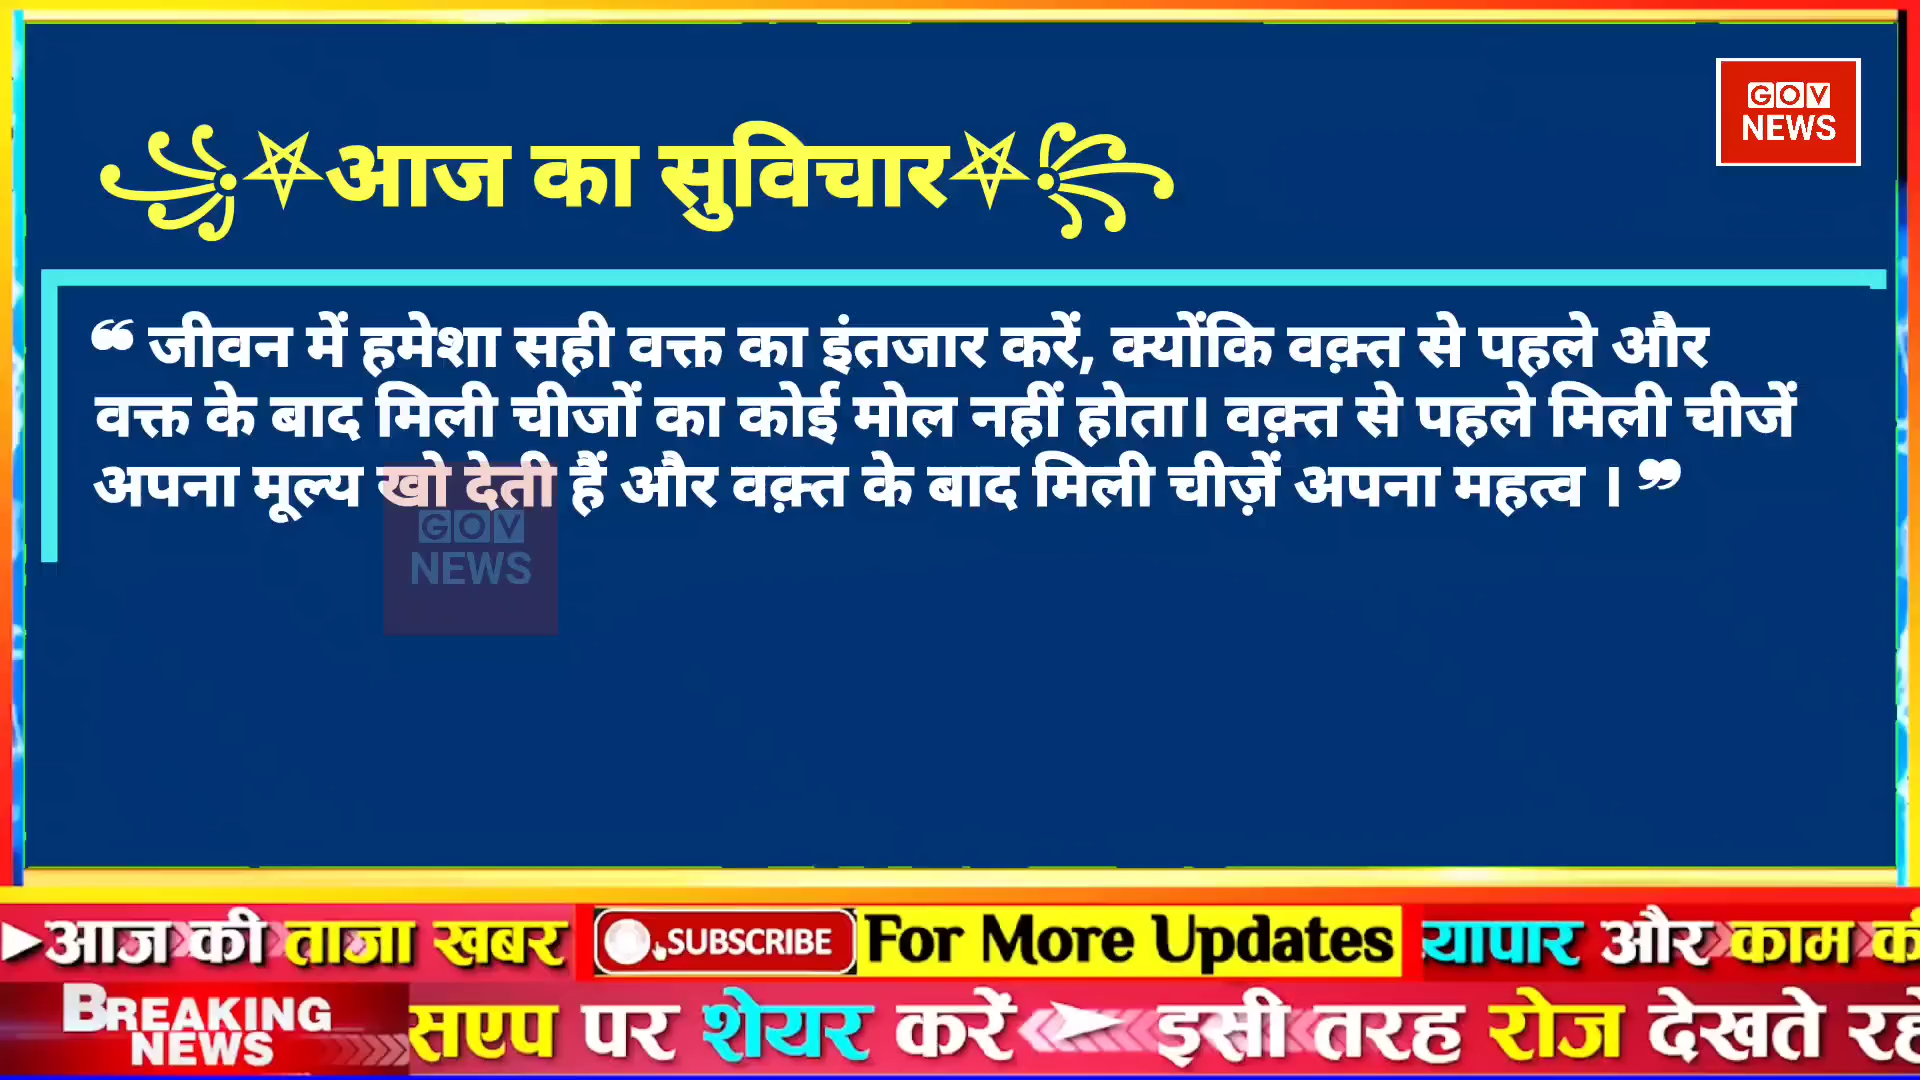 GOV
NEWS
आज का सुविचार
❝ जीवन में हमेशा सही वक्त का इंतजार करें, क्योंकि वक़्त से पहले और
वक्त के बाद मिली चीजों का कोई मोल नहीं होता। वक़्त से पहले मिली चीजें
अपना मूल्य खो देती हैं और वक़्त के बाद मिली चीज़ें अपना महत्व । ❞
GOV
NEWS
आज की ताजा खबर
SUBSCRIBE
For More Updates
और काम
BREAKING
NEWS
पर शेयर करें
इसी तरह रोज देखते